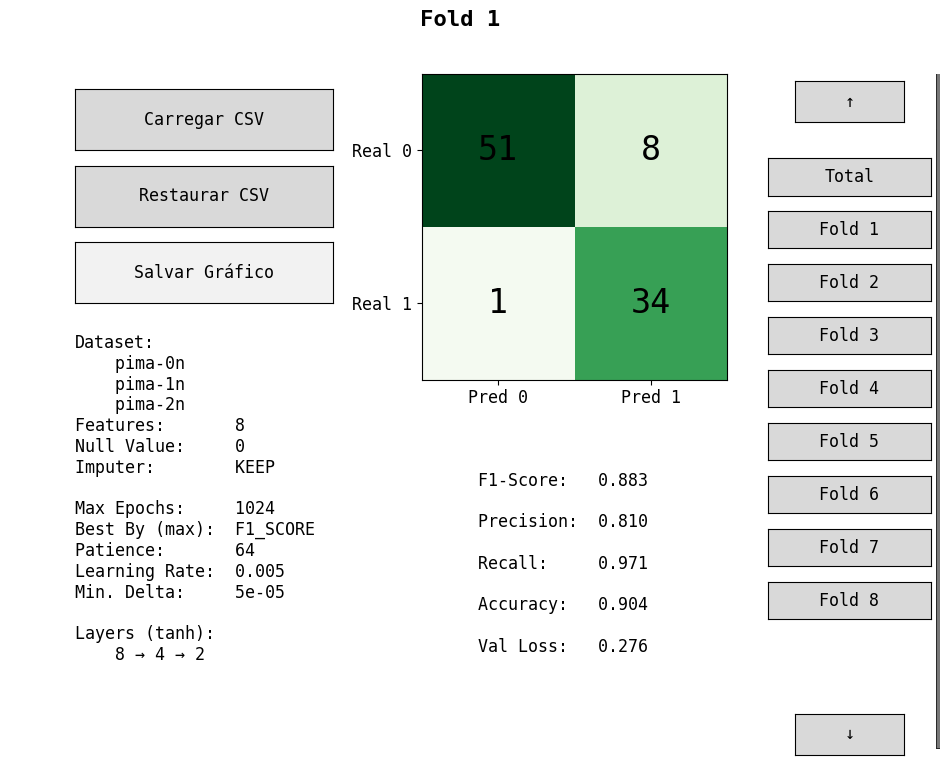 Fold 1
Carregar CSV
Restaurar CSV
Salvar Gráfico
Dataset:
    pima-0n
    pima-1n
    pima-2n
Features:       8
Null Value:     0
Imputer:        KEEP
Max Epochs:     1024
Best By (max):  F1_SCORE
Patience:       64
Learning Rate:  0.005
Min. Delta:     5e-05
Layers (tanh):
    8 → 4 → 2
Real 0
51 8
Real 1
1 34
Pred 0 Pred 1
F1-Score:   0.883
Precision:  0.810
Recall:     0.971
Accuracy:   0.904
Val Loss:   0.276
↑
Total
Fold 1
Fold 2
Fold 3
Fold 4
Fold 5
Fold 6
Fold 7
Fold 8
↓